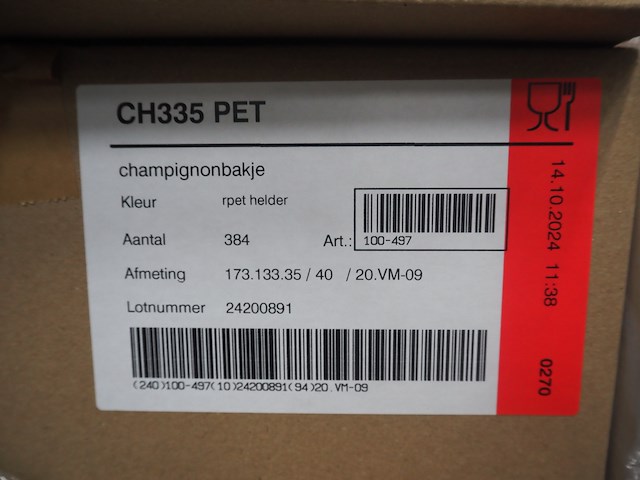 CH335 PET
champignonbakje
Kleur rpet helder
Aantal 384 Art.: 100-497
Afmeting 173.133.35 / 40 / 20.VM-09
Lotnummer 24200891
(240)100-497(10)24200891(94)20.VM-09
14.10.2024 11:38
0270